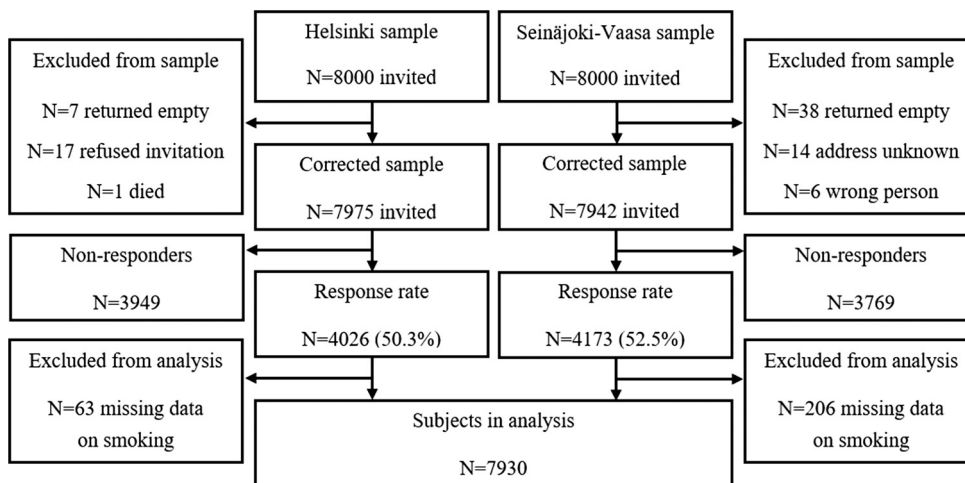 Helsinki sample
N=8000 invited
Seinäjoki-Vaasa sample
N=8000 invited
Excluded from sample
N=7 returned empty
N=17 refused invitation
N=1 died
Excluded from sample
N=38 returned empty
N=14 address unknown
N=6 wrong person
Corrected sample
N=7975 invited
Corrected sample
N=7942 invited
Non-responders
N=3949
Non-responders
N=3769
Response rate
N=4026 (50.3%)
Response rate
N=4173 (52.5%)
Excluded from analysis
N=63 missing data
on smoking
Excluded from analysis
N=206 missing data
on smoking
Subjects in analysis
N=7930